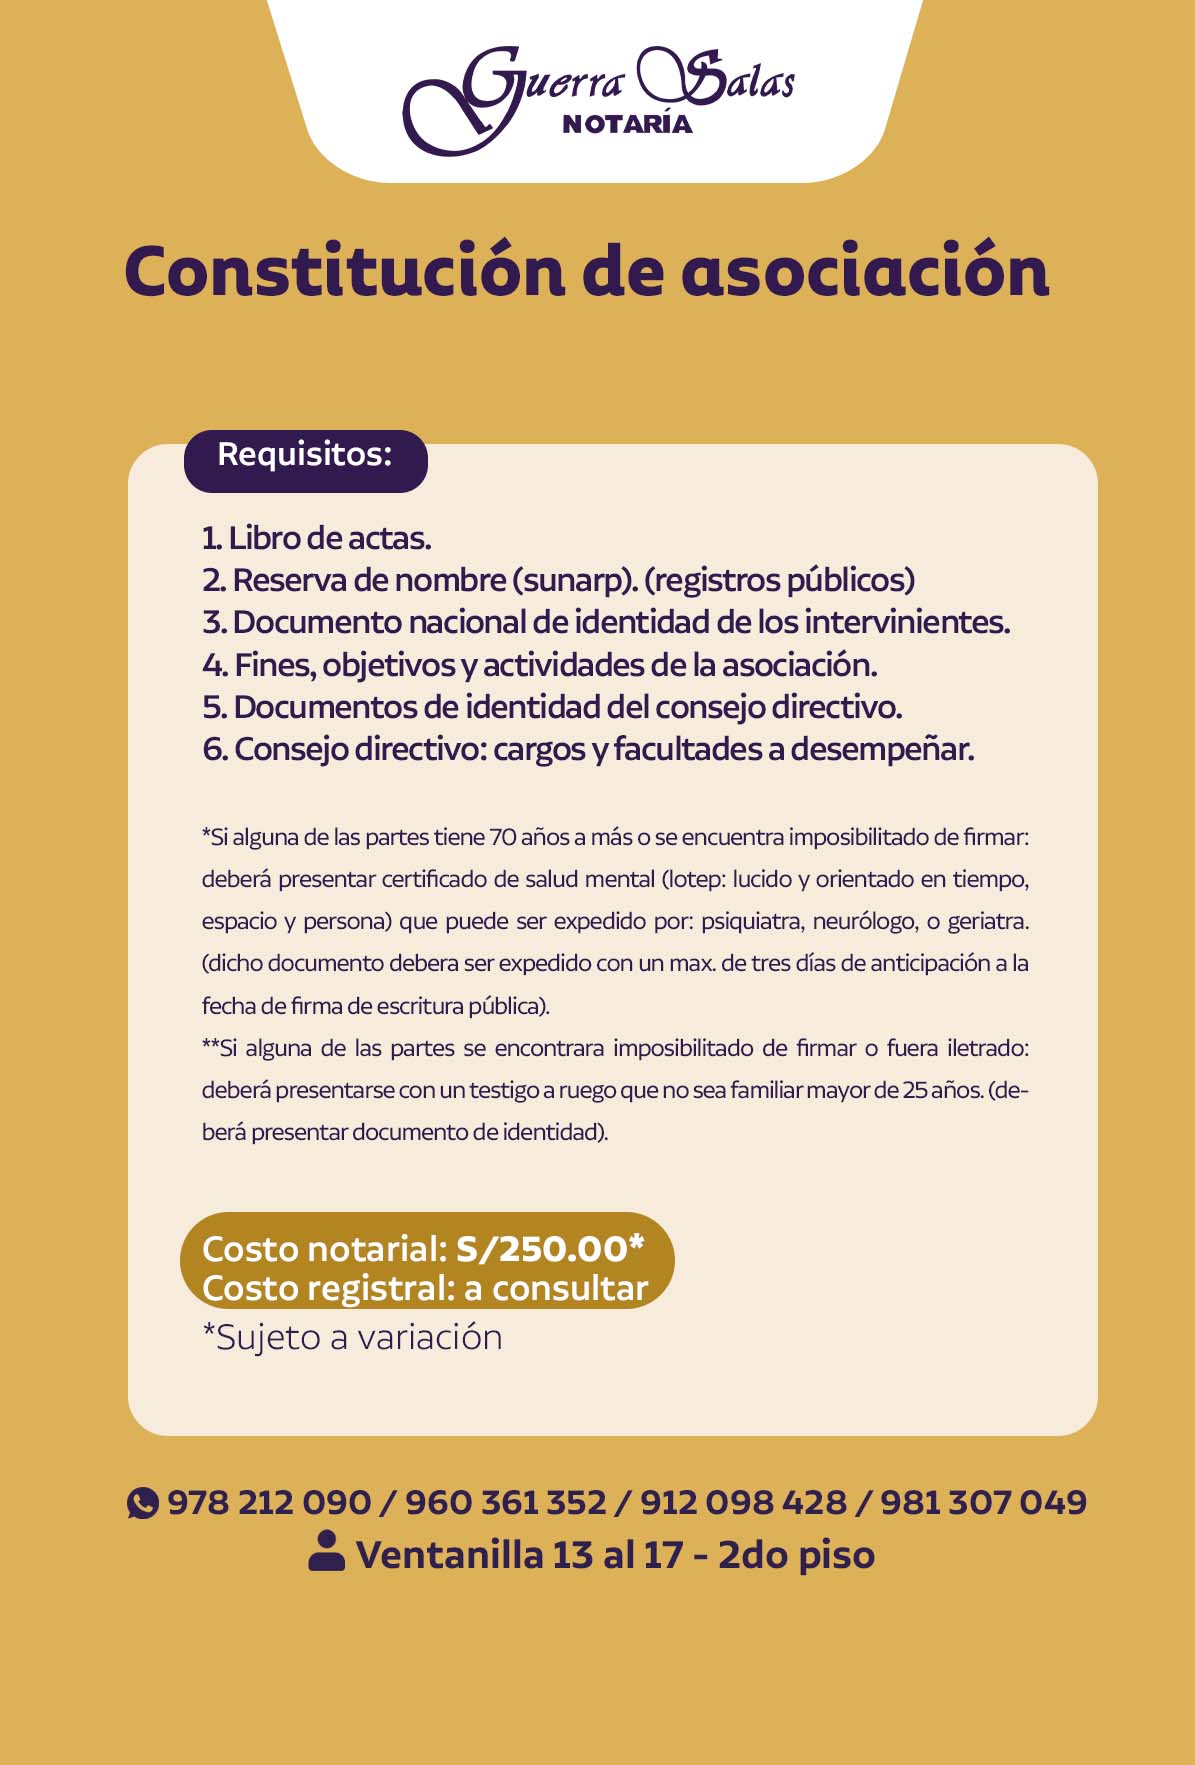 Guerra Salas
NOTARÍA
Constitución de asociación
Requisitos:
1. Libro de actas.
2. Reserva de nombre (sunarp). (registros públicos)
3. Documento nacional de identidad de los intervinientes.
4. Fines, objetivos y actividades de la asociación.
5. Documentos de identidad del consejo directivo.
6. Consejo directivo: cargos y facultades a desempeñar.
*Si alguna de las partes tiene 70 años a más o se encuentra imposibilitado de firmar:
deberá presentar certificado de salud mental (lotep: lucido y orientado en tiempo,
espacio y persona) que puede ser expedido por: psiquiatra, neurólogo, o geriatra.
(dicho documento debera ser expedido con un max. de tres días de anticipación a la
fecha de firma de escritura pública).
**Si alguna de las partes se encontrara imposibilitado de firmar o fuera iletrado:
deberá presentarse con un testigo a ruego que no sea familiar mayor de 25 años. (de-
berá presentar documento de identidad).
Costo notarial: S/250.00*
Costo registral: a consultar
*Sujeto a variación
978 212 090 / 960 361 352 / 912 098 428 / 981 307 049
Ventanilla 13 al 17 - 2do piso